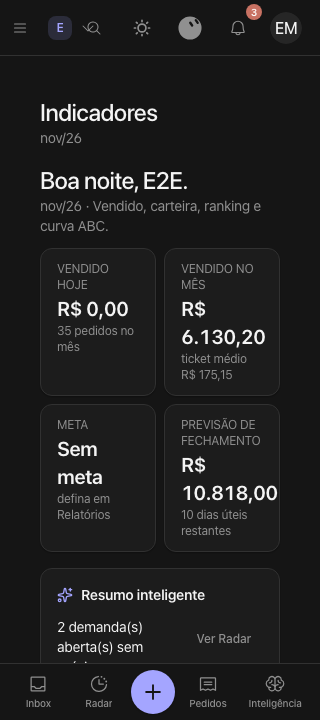 E
3
EM
Indicadores
nov/26
Boa noite, E2E.
nov/26 · Vendido, carteira, ranking e
curva ABC.
VENDIDO
HOJE
R$ 0,00
35 pedidos no
mês
VENDIDO NO
MÊS
R$
6.130,20
ticket médio
R$ 175,15
META
Sem
meta
defina em
Relatórios
PREVISÃO DE
FECHAMENTO
R$
10.818,00
10 dias úteis
restantes
Resumo inteligente
2 demanda(s)
aberta(s) sem
Ver Radar
Inbox
Radar
Pedidos
Inteligência